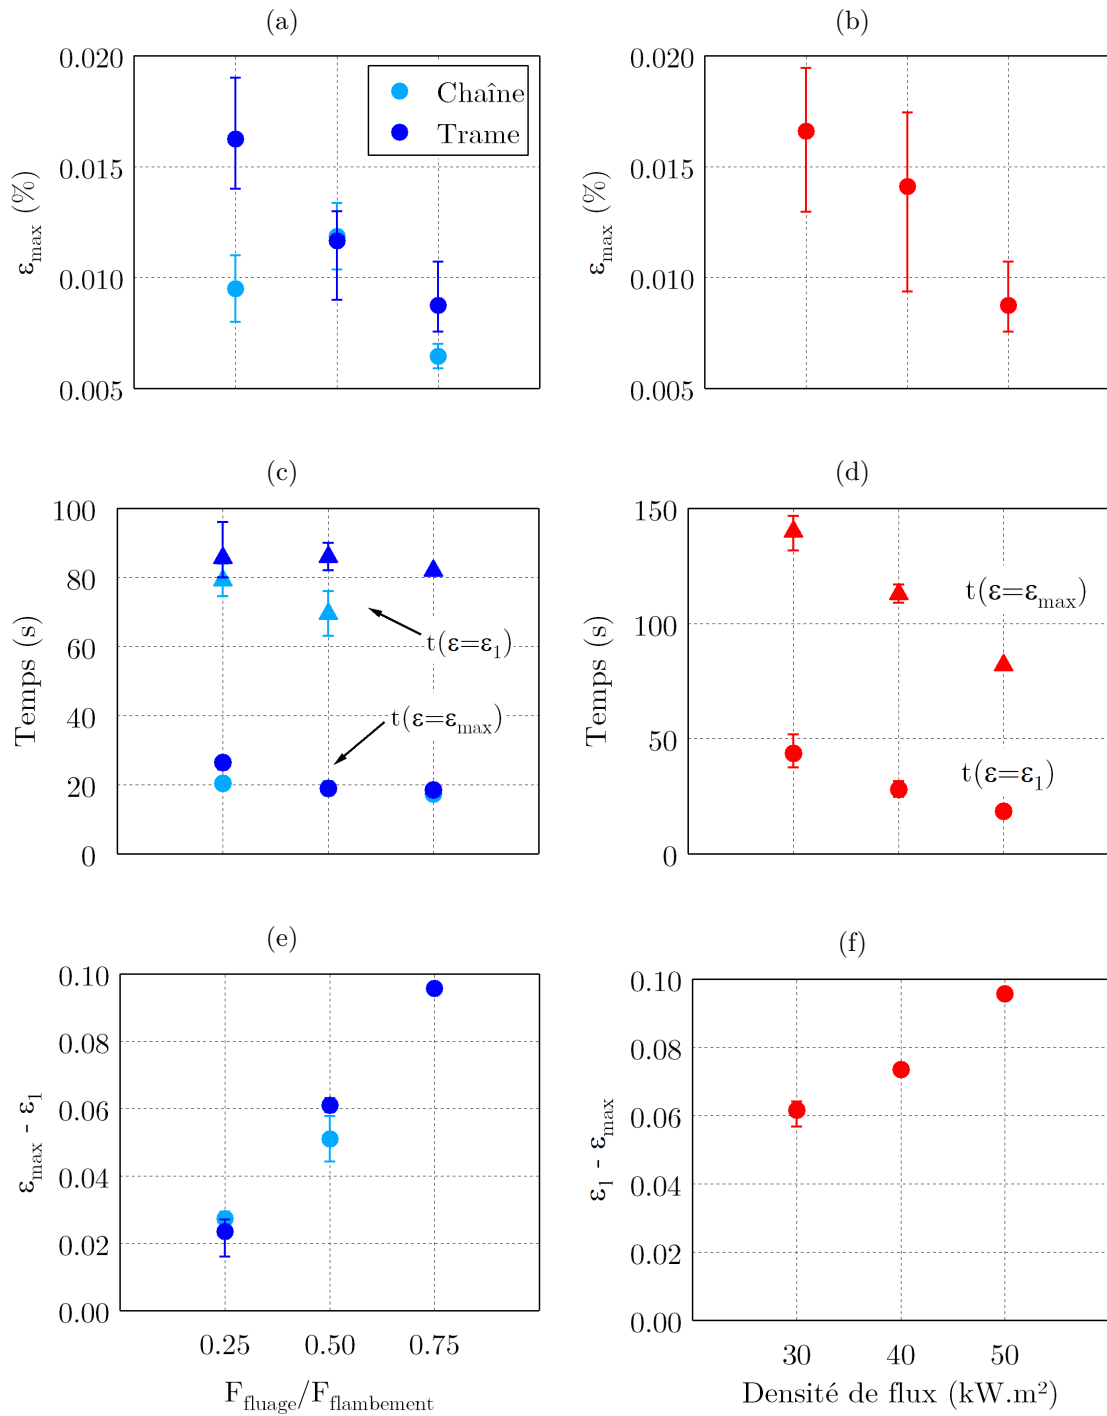 (a)
0.020
0.015
0.010
0.005
εmax (%)
Chaîne
Trame
(b)
0.020
0.015
0.010
0.005
εmax (%)
(c)
100
80
60
40
20
0
Temps (s)
t(ε=ε1)
t(ε=εmax)
(d)
150
100
50
0
Temps (s)
t(ε=εmax)
t(ε=ε1)
(e)
0.10
0.08
0.06
0.04
0.02
0.00
εmax - ε1
0.25 0.50 0.75
Ffluage/Fflambement
(f)
0.10
0.08
0.06
0.04
0.02
0.00
ε1 - εmax
30 40 50
Densité de flux (kW.m²)